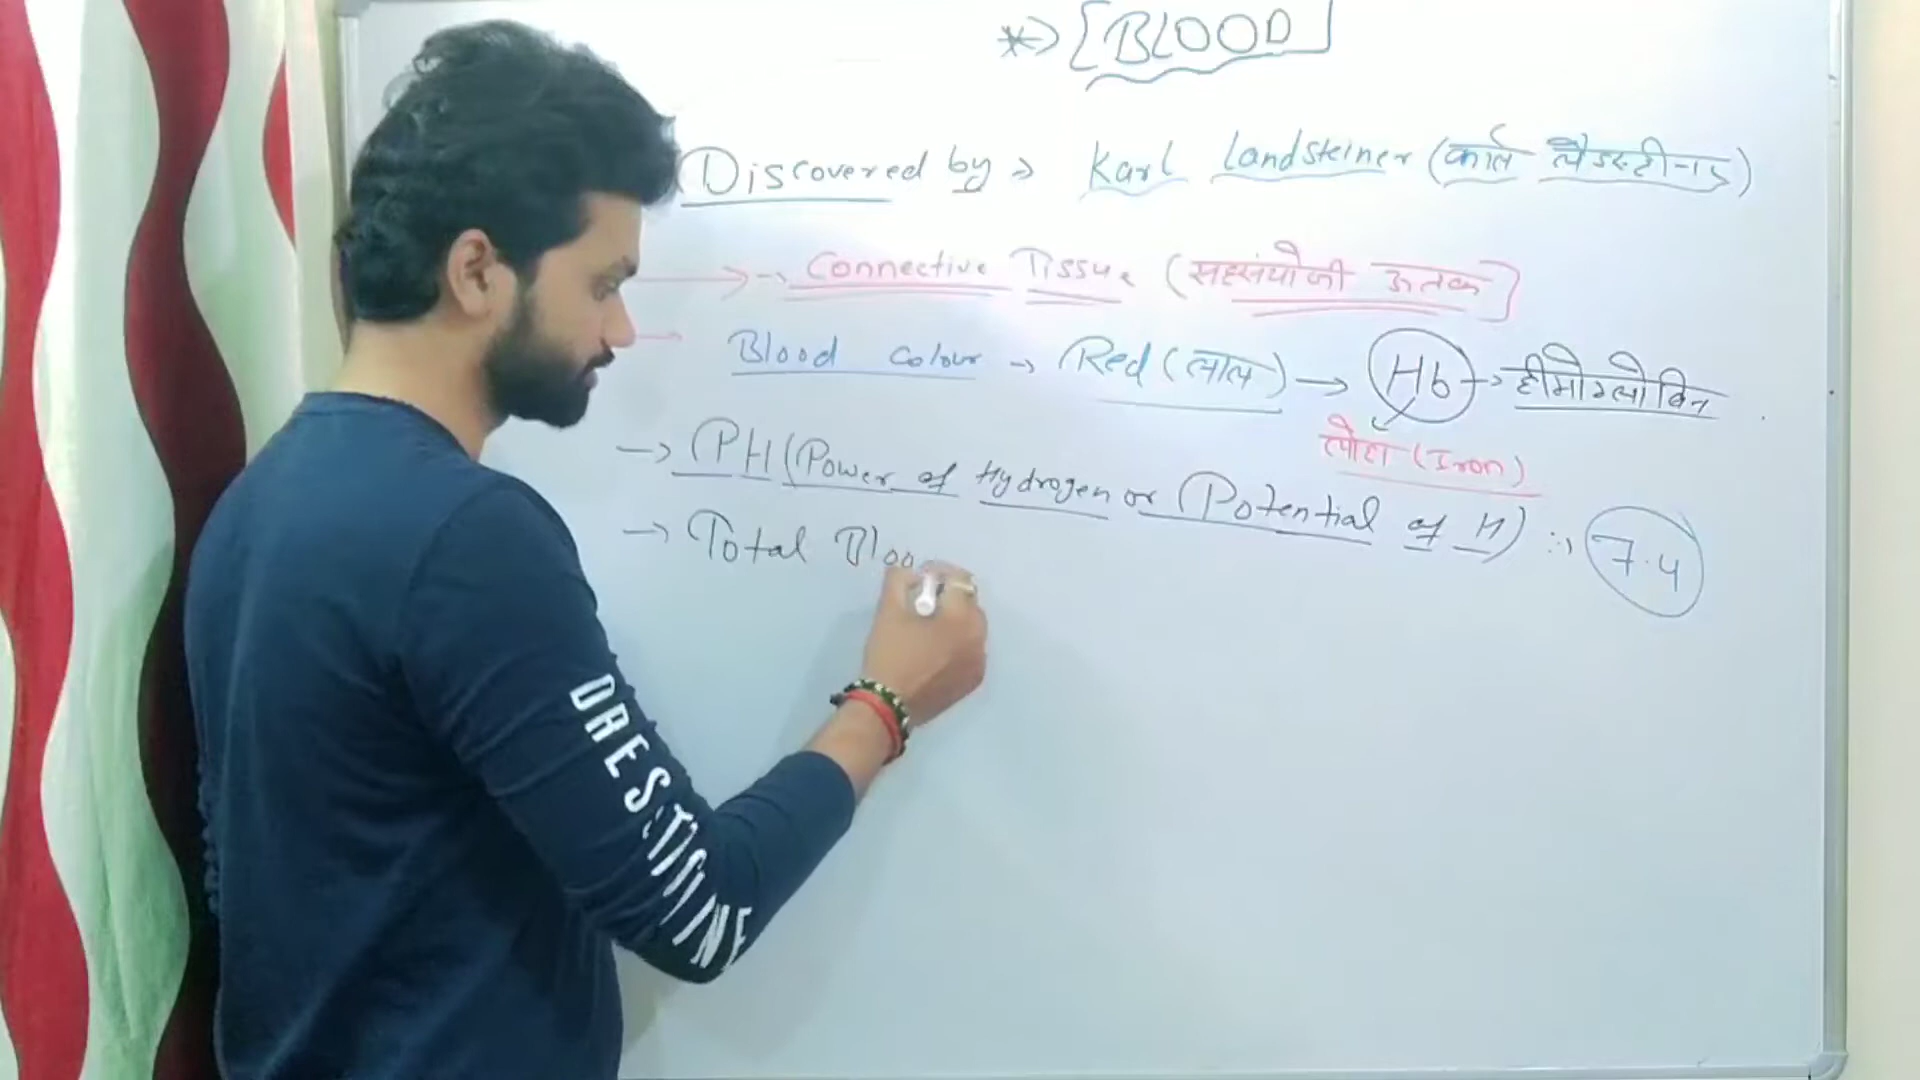 *→ [BLOOD]
Discovered by → Karl Landsteiner (कार्ल लैंडस्टीनर)
→ Connective Tissue (सहसंयोजी ऊतक)
Blood Colour → Red (लाल) → Hb → हीमोग्लोबिन
लोहा (Iron)
→ PH (Power of Hydrogen or (Potential of H) :→ 7.4
→ Total Bloo
DRESTIMINE